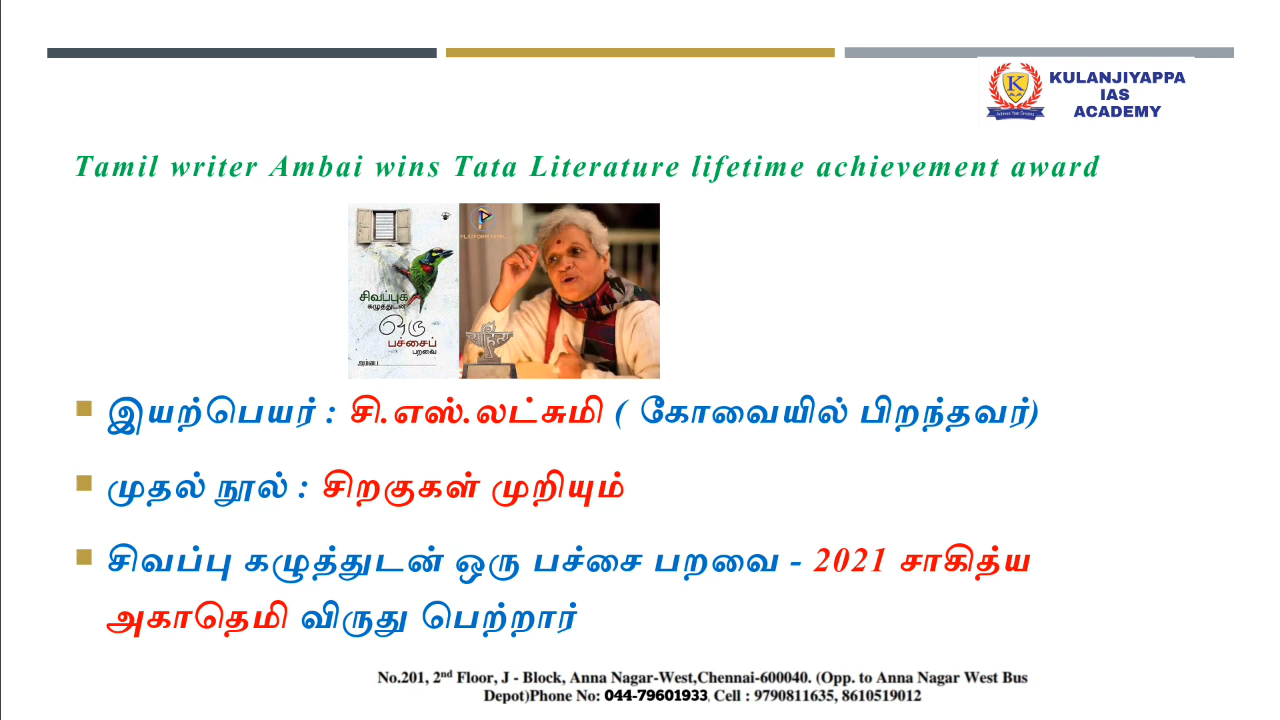 KULANJIYAPPA
IAS
ACADEMY
Tamil writer Ambai wins Tata Literature lifetime achievement award
சிவப்புக்
கழுத்துடன்
ஒரு
பச்சைப்
பறவை
அம்பை
இயற்பெயர் : சி.எஸ்.லட்சுமி ( கோவையில் பிறந்தவர்)
முதல் நூல் : சிறகுகள் முறியும்
சிவப்பு கழுத்துடன் ஒரு பச்சை பறவை - 2021 சாகித்ய
அகாதெமி விருது பெற்றார்
No.201, 2nd Floor, J - Block, Anna Nagar-West,Chennai-600040. (Opp. to Anna Nagar West Bus
Depot)Phone No: 044-79601933, Cell : 9790811635, 8610519012